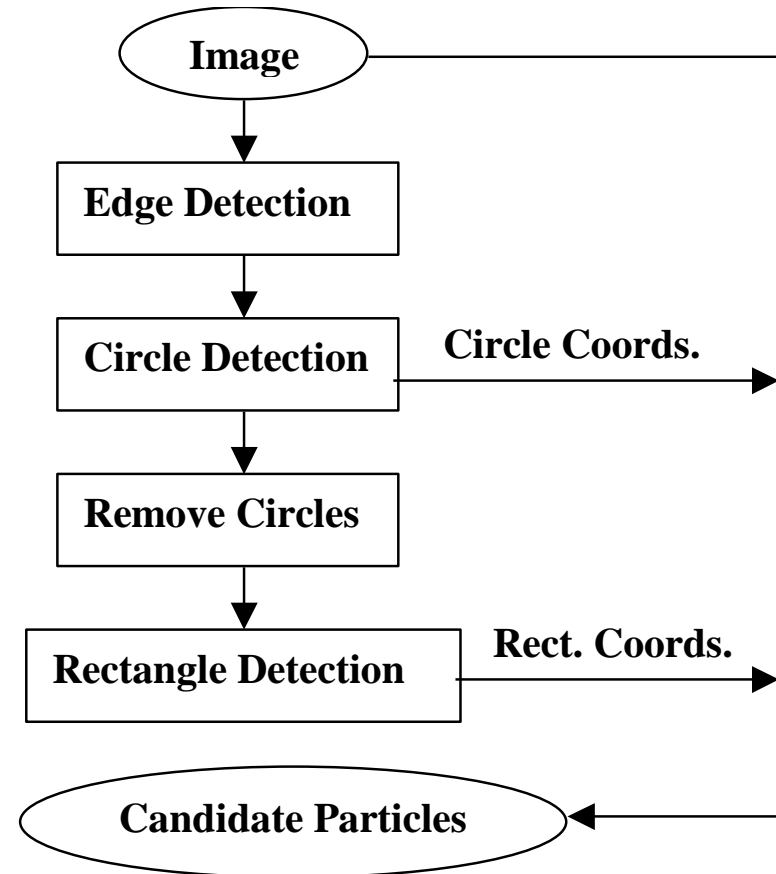 Image
Edge Detection
Circle Detection
Circle Coords.
Remove Circles
Rectangle Detection
Rect. Coords.
Candidate Particles